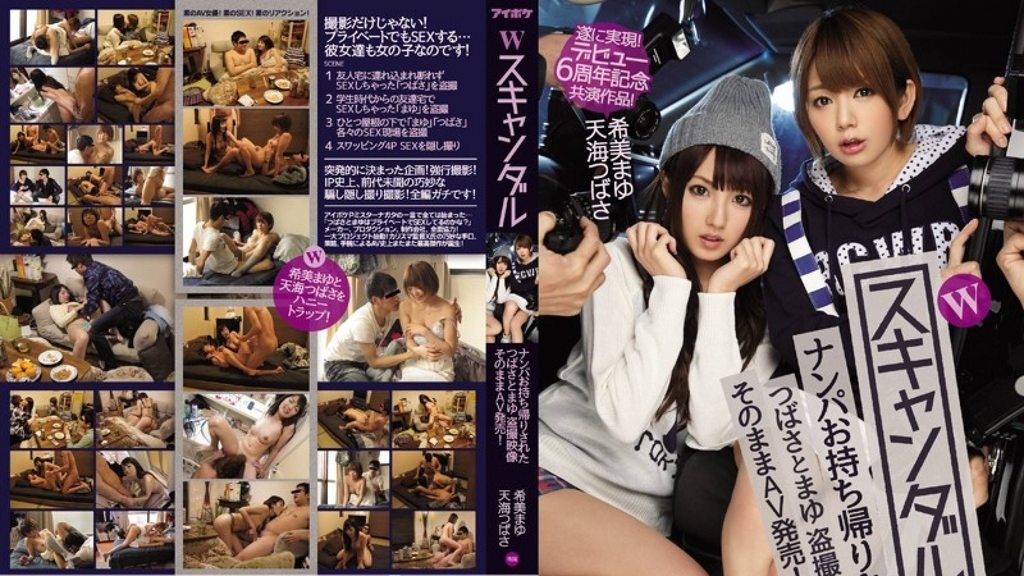 素のAV女優！素のSEX！素のリアクション！
撮影だけじゃない！
プライベートでもSEXする…
彼女達も女の子なのです！
SCENE
1 友人宅に連れ込まれ断れず
SEXしちゃった「つばさ」を盗撮
2 学生時代からの友達宅で
SEXしちゃった「まゆ」を盗撮
3 ひとつ屋根の下で「まゆ」「つばさ」
各々のSEX現場を盗撮
4 スワッピング4P SEXを隠し撮り
突発的に決まった企画！強行撮影！
IP史上、前代未聞の巧妙な
騙し隠し撮り撮影！全編ガチです！
W
希美まゆと
天海つばさを
ハニー
トラップ！
アイポケ
Wスキャンダル
ナンパお持ち帰りされた
つばさとまゆ 盗撮映像
そのままAV発売！
希美まゆ
天海つばさ
遂に実現！
デビュー
6周年記念
共演作品！
希美まゆ
天海つばさ
W
スキャンダル
ナンパお持ち帰り
つばさとまゆ 盗撮
そのままAV発売！